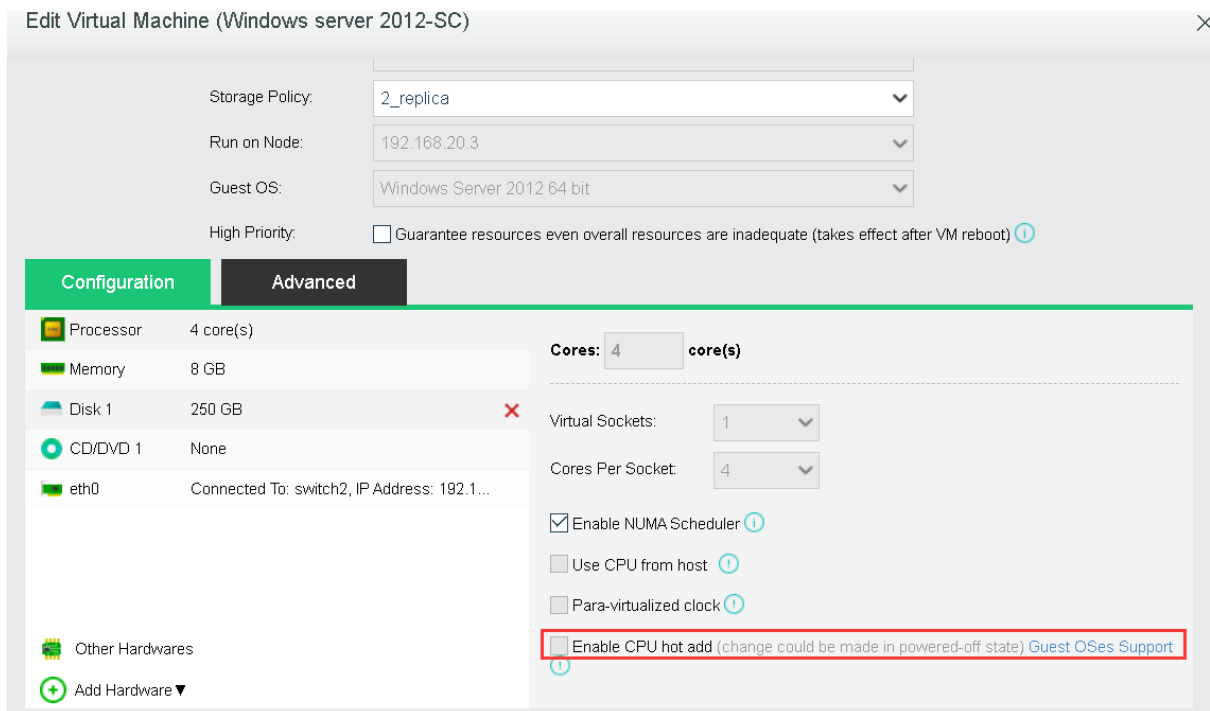 Edit Virtual Machine (Windows server 2012-SC)
Storage Policy: 2_replica
Run on Node: 192.168.20.3
Guest OS: Windows Server 2012 64 bit
High Priority: Guarantee resources even overall resources are inadequate (takes effect after VM reboot)
Configuration Advanced
Processor 4 core(s)
Memory 8 GB
Disk 1 250 GB
CD/DVD 1 None
eth0 Connected To: switch2, IP Address: 192.1...
Other Hardwares
Add Hardware▼
Cores: 4 core(s)
Virtual Sockets: 1
Cores Per Socket: 4
Enable NUMA Scheduler
Use CPU from host
Para-virtualized clock
Enable CPU hot add (change could be made in powered-off state) Guest OSes Support